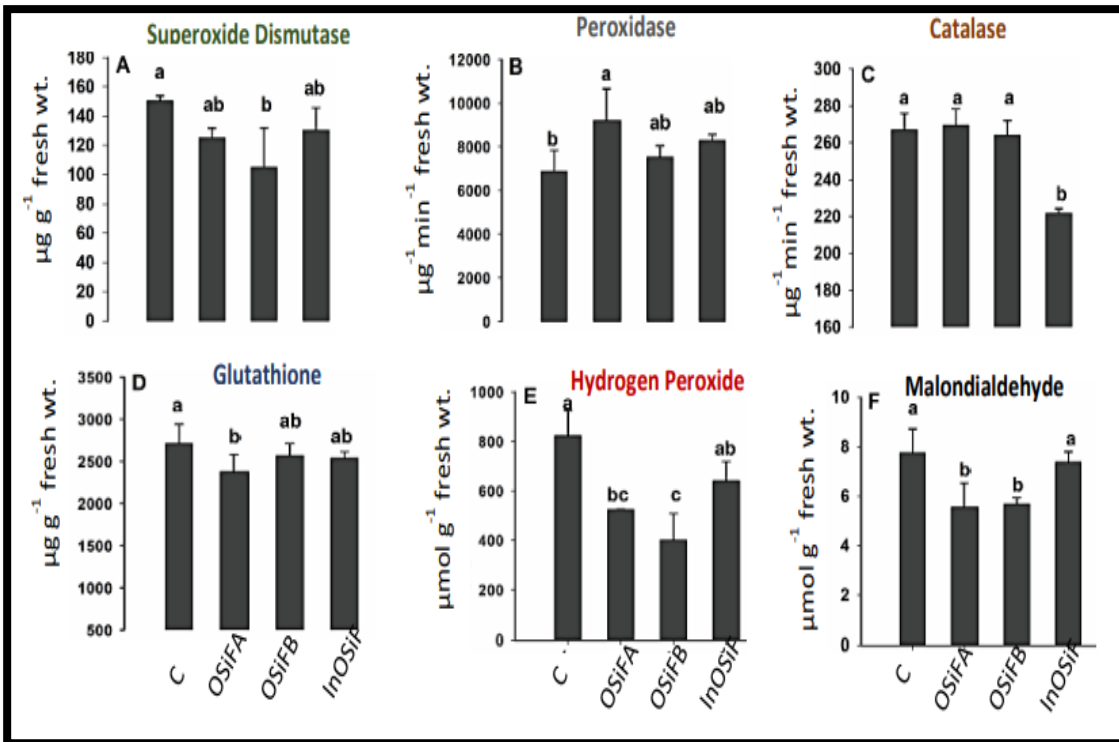 Superoxide Dismutase
A
a
ab
b
ab
180
160
140
120
100
80
60
40
20
0
µg g⁻¹ fresh wt.
Peroxidase
B
b
a
ab
ab
12000
10000
8000
6000
4000
2000
0
µg⁻¹min⁻¹ fresh wt.
Catalase
C
a
a
a
b
300
280
260
240
220
200
180
160
µg⁻¹min⁻¹ fresh wt.
Glutathione
D
a
b
ab
ab
3500
3000
2500
2000
1500
1000
500
µg g⁻¹ fresh wt.
C
OSiFA
OSiFB
InOSiF
Hydrogen Peroxide
E
a
bc
c
ab
1000
800
600
400
200
0
µmol g⁻¹ fresh wt.
C
OSiFA
OSiFB
InOSiF
Malondialdehyde
F
a
b
b
a
10
8
6
4
2
0
µmol g⁻¹ fresh wt.
C
OSiFA
OSiFB
InOSiF